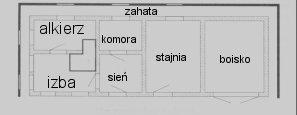 zahata
alkierz
komora
stajnia
boisko
izba
sień